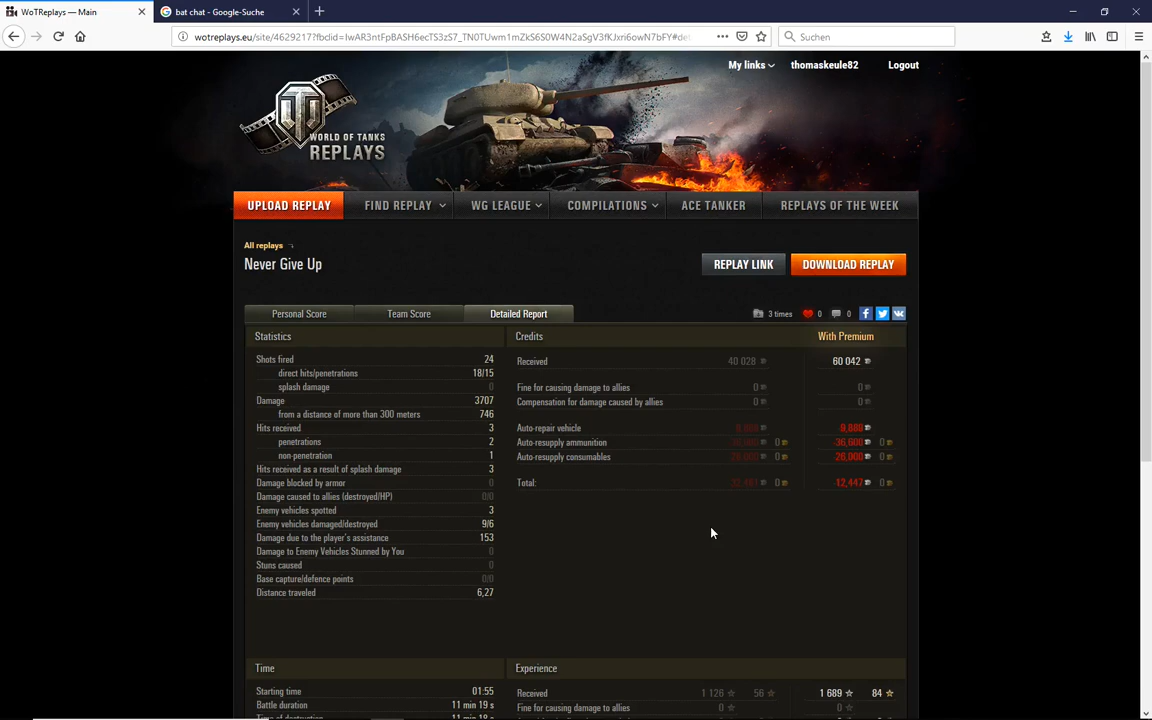 WoTReplays — Main
bat chat - Google-Suche
wotreplays.eu/site/4629217?fbclid=IwAR3ntFpBASH6ecTS3zS7_TN0TUwm1mZkS6S0W4N2aSgV3fKJxri6owN7bFY#det
Suchen
My links
thomaskeule82
Logout
WORLD OF TANKS
REPLAYS
UPLOAD REPLAY
FIND REPLAY
WG LEAGUE
COMPILATIONS
ACE TANKER
REPLAYS OF THE WEEK
All replays
Never Give Up
REPLAY LINK
DOWNLOAD REPLAY
Personal Score
Team Score
Detailed Report
3 times
0
0
Statistics
Credits
With Premium
Shots fired 24
direct hits/penetrations 18/15
splash damage 0
Damage 3707
from a distance of more than 300 meters 746
Hits received 3
penetrations 2
non-penetration 1
Hits received as a result of splash damage 3
Damage blocked by armor 0
Damage caused to allies (destroyed/HP) 0/0
Enemy vehicles spotted 3
Enemy vehicles damaged/destroyed 9/6
Damage due to the player's assistance 153
Damage to Enemy Vehicles Stunned by You 0
Stuns caused 0
Base capture/defence points 0/0
Distance traveled 6,27
Received 40 028 60 042
Fine for causing damage to allies 0 0
Compensation for damage caused by allies 0 0
Auto-repair vehicle -9,889
Auto-resupply ammunition 0 -36,600 0
Auto-resupply consumables 0 26,000 0
Total: 0 -12,447 0
Time
Starting time 01:55
Battle duration 11 min 19 s
Time of destruction 11 min 18 s
Experience
Received 1 126 56 1 689 84
Fine for causing damage to allies 0 0